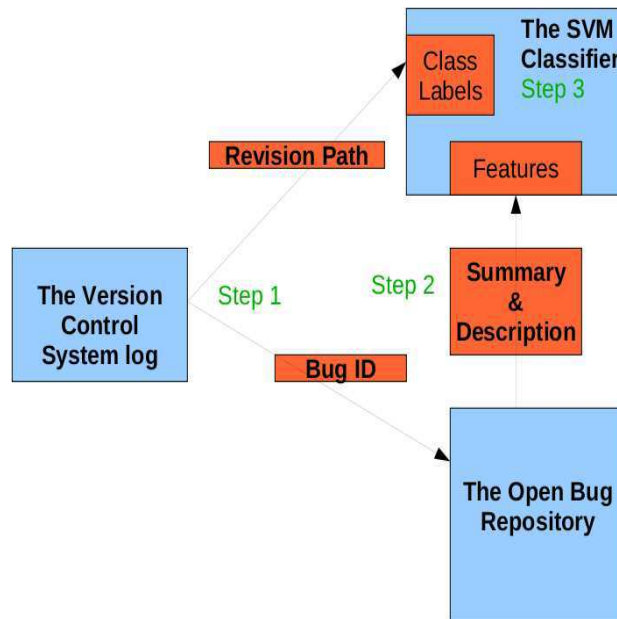 The SVM
Classifier
Step 3
Class
Labels
Features
Revision Path
The Version
Control
System log
Step 1
Step 2
Summary
&
Description
Bug ID
The Open Bug
Repository